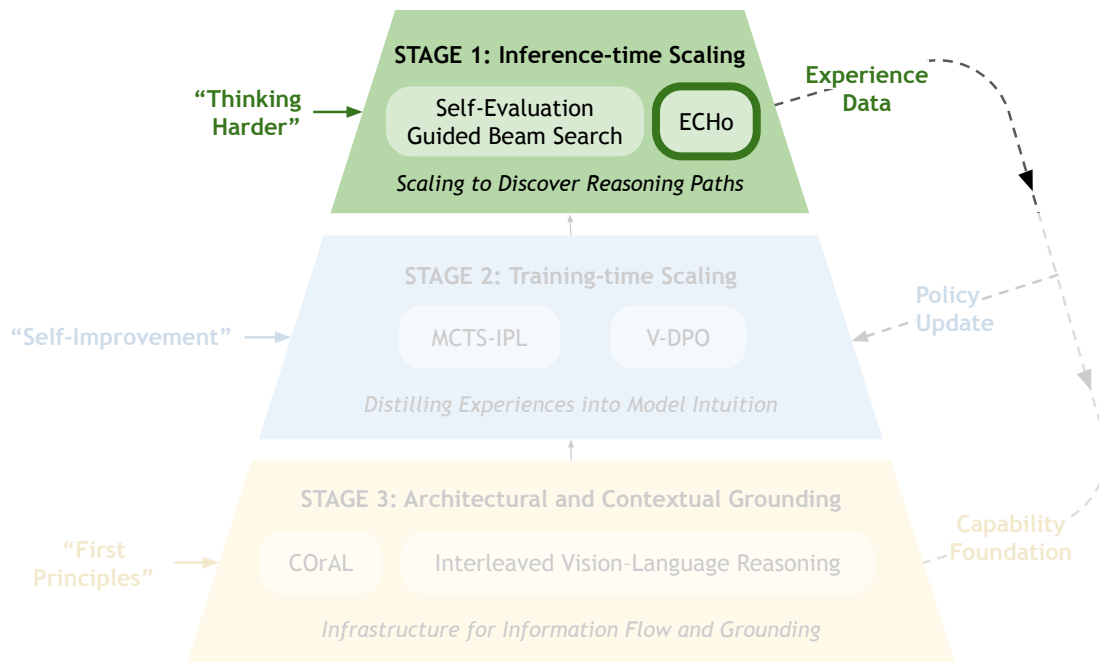 STAGE 1: Inference-time Scaling
“Thinking
Harder”
Self-Evaluation
Guided Beam Search
ECHo
Scaling to Discover Reasoning Paths
Experience
Data
STAGE 2: Training-time Scaling
“Self-Improvement”
MCTS-IPL
V-DPO
Distilling Experiences into Model Intuition
Policy
Update
STAGE 3: Architectural and Contextual Grounding
“First
Principles”
COrAL
Interleaved Vision–Language Reasoning
Infrastructure for Information Flow and Grounding
Capability
Foundation